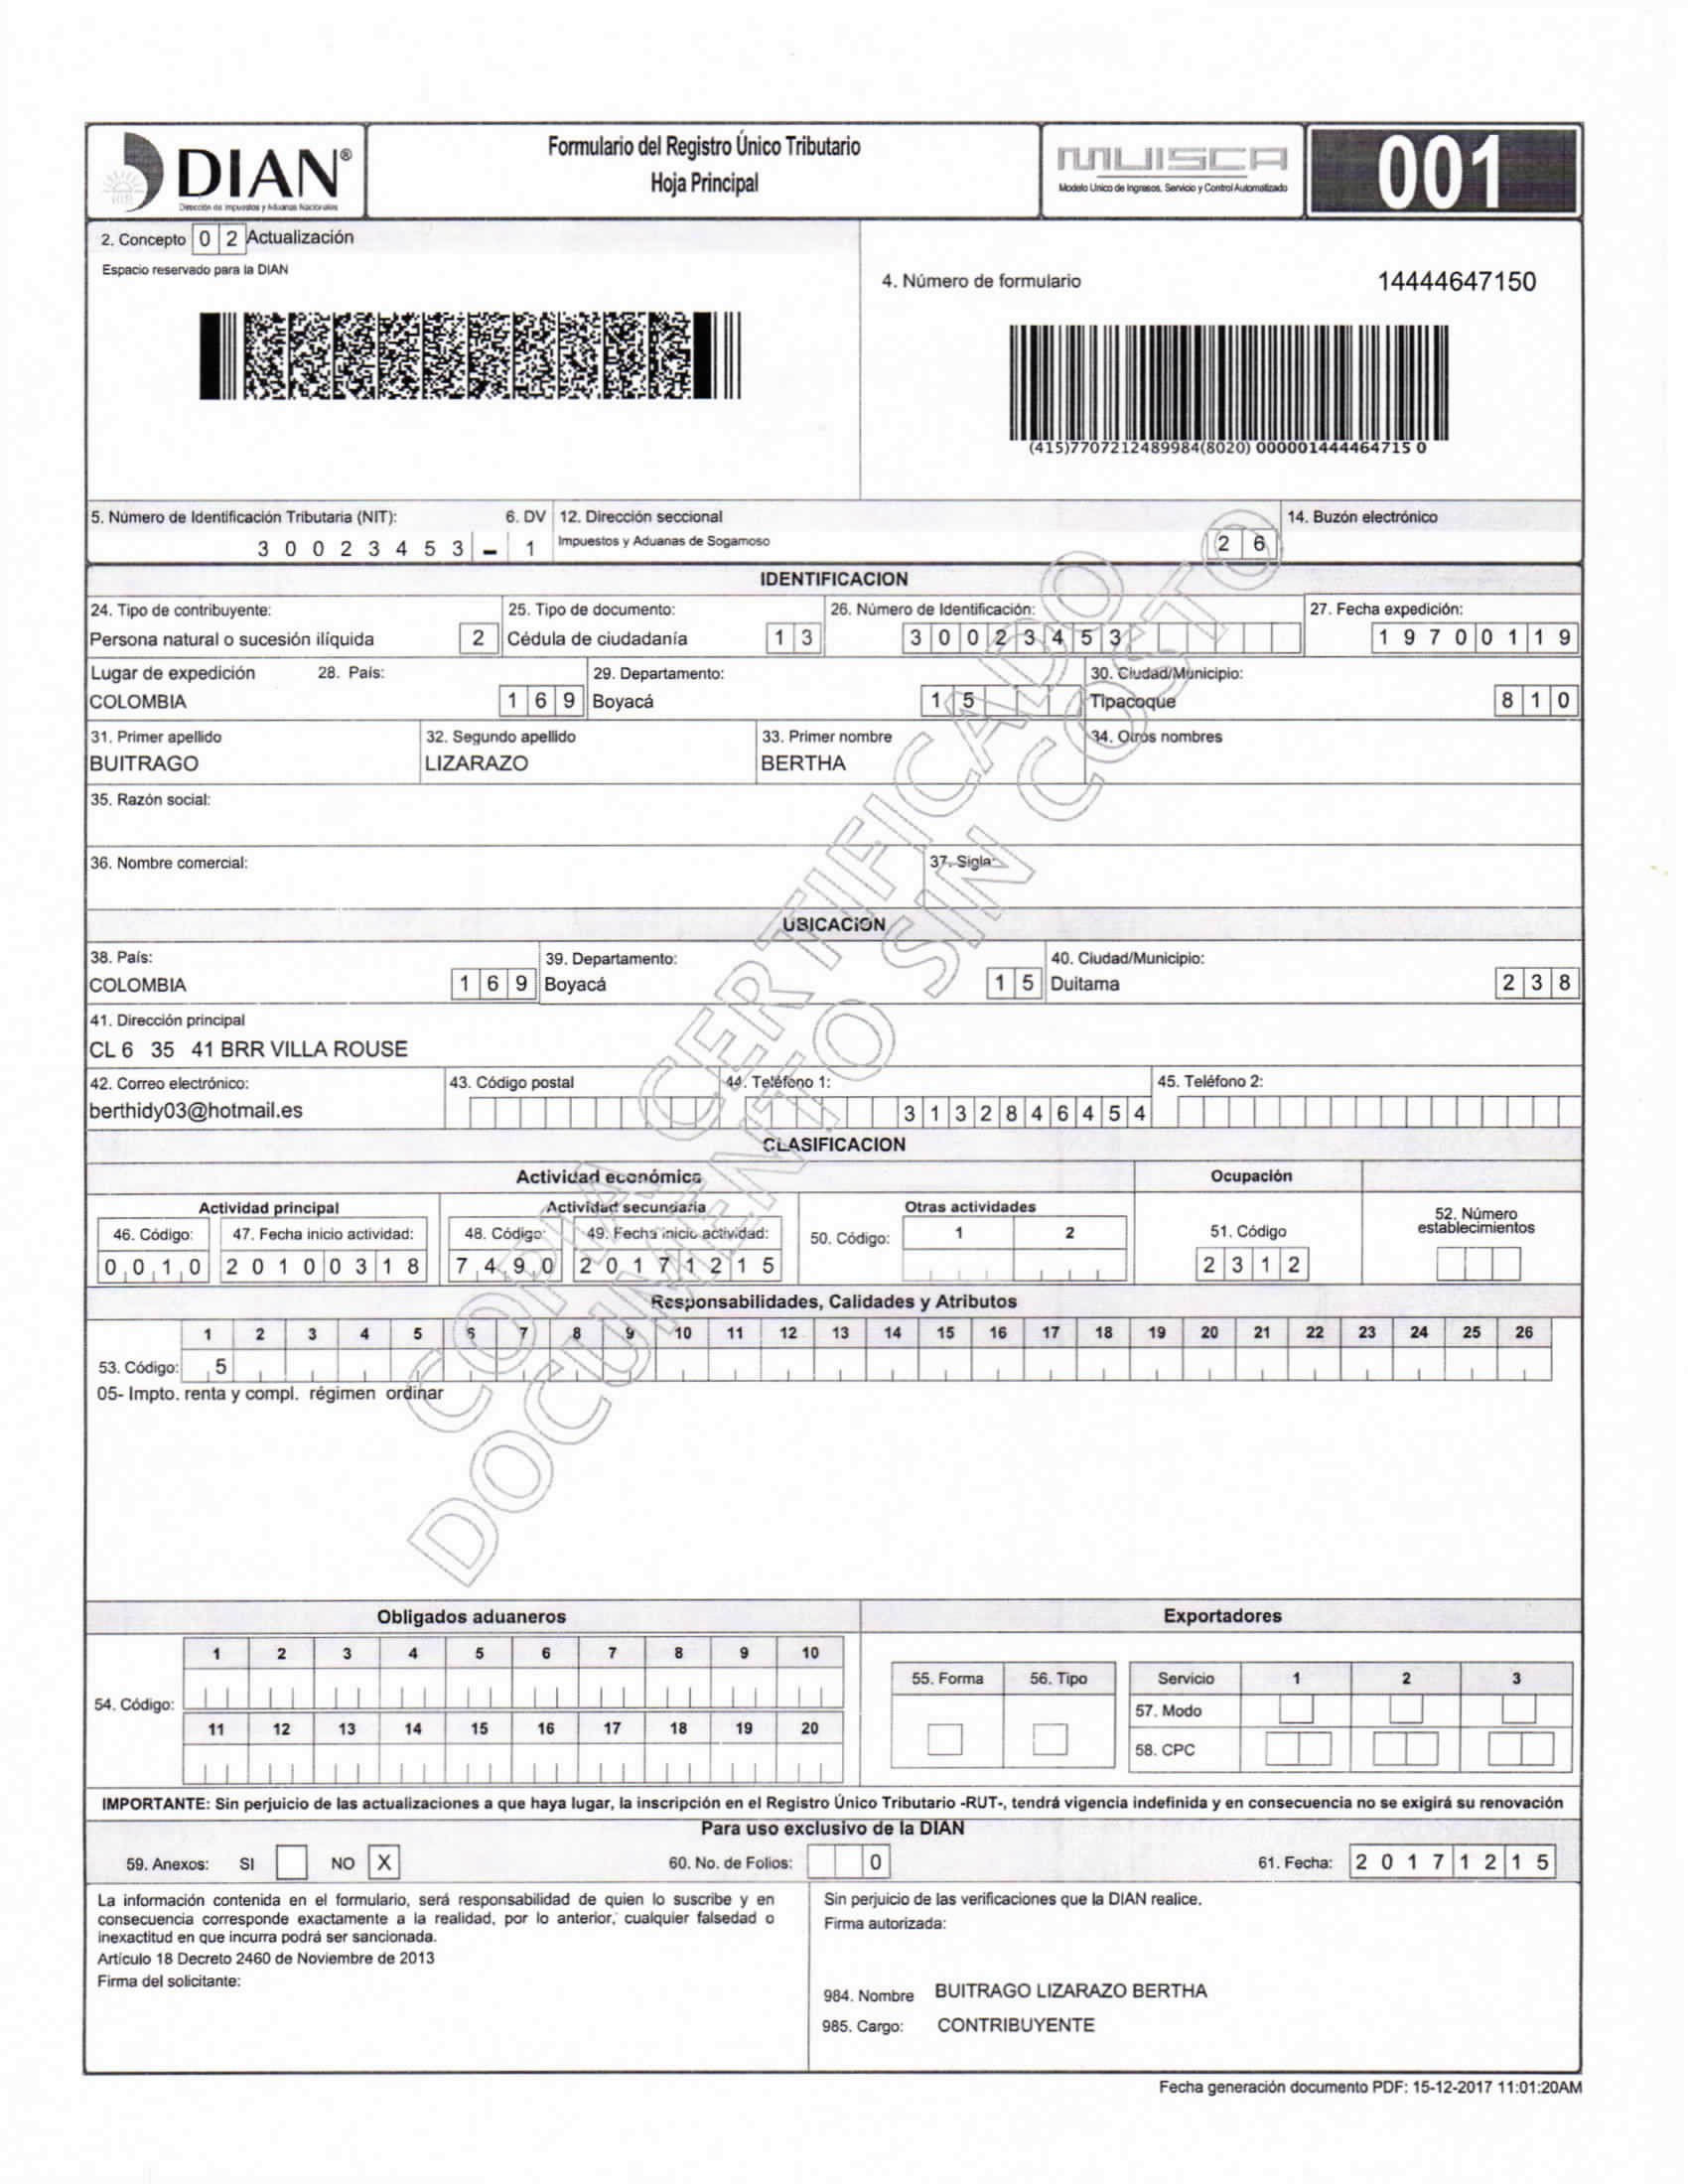 DIAN®
Dirección de Impuestos y Aduanas Nacionales
Formulario del Registro Único Tributario
Hoja Principal
MUISCA
Modelo Unico de Ingresos, Servicio y Control Automatizado
001
2. Concepto 0 2 Actualización
Espacio reservado para la DIAN
4. Número de formulario 14444647150
(415)7707212489984(8020) 000001444464715 0
5. Número de Identificación Tributaria (NIT): 6. DV 12. Dirección seccional 14. Buzón electrónico
3 0 0 2 3 4 5 3 - 1 Impuestos y Aduanas de Sogamoso 2 6
IDENTIFICACION
24. Tipo de contribuyente: 25. Tipo de documento: 26. Número de Identificación: 27. Fecha expedición:
Persona natural o sucesión ilíquida 2 Cédula de ciudadanía 1 3 3 0 0 2 3 4 5 3 1 9 7 0 0 1 1 9
Lugar de expedición 28. País: 29. Departamento: 30. Ciudad/Municipio:
COLOMBIA 1 6 9 Boyacá 1 5 Tipacoque 8 1 0
31. Primer apellido 32. Segundo apellido 33. Primer nombre 34. Otros nombres
BUITRAGO LIZARAZO BERTHA
35. Razón social:
36. Nombre comercial: 37. Sigla:
UBICACION
38. País: 39. Departamento: 40. Ciudad/Municipio:
COLOMBIA 1 6 9 Boyacá 1 5 Duitama 2 3 8
41. Dirección principal
CL 6 35 41 BRR VILLA ROUSE
42. Correo electrónico: 43. Código postal 44. Teléfono 1: 45. Teléfono 2:
berthidy03@hotmail.es 3 1 3 2 8 4 6 4 5 4
CLASIFICACION
Actividad económica Ocupación
Actividad principal Actividad secundaria Otras actividades 52. Número establecimientos
46. Código: 47. Fecha inicio actividad: 48. Código: 49. Fecha inicio actividad: 50. Código: 1 2 51. Código
0 0 1 0 2 0 1 0 0 3 1 8 7 4 9 0 2 0 1 7 1 2 1 5 2 3 1 2
Responsabilidades, Calidades y Atributos
1 2 3 4 5 6 7 8 9 10 11 12 13 14 15 16 17 18 19 20 21 22 23 24 25 26
53. Código: 5
05- Impto. renta y compl. régimen ordinar
COPIA CERTIFICADO
DOCUMENTO SIN COSTO
Obligados aduaneros Exportadores
1 2 3 4 5 6 7 8 9 10
54. Código:
11 12 13 14 15 16 17 18 19 20
55. Forma 56. Tipo Servicio 1 2 3
57. Modo
58. CPC
IMPORTANTE: Sin perjuicio de las actualizaciones a que haya lugar, la inscripción en el Registro Único Tributario -RUT-, tendrá vigencia indefinida y en consecuencia no se exigirá su renovación
Para uso exclusivo de la DIAN
59. Anexos: SI NO X 60. No. de Folios: 0 61. Fecha: 2 0 1 7 1 2 1 5
La información contenida en el formulario, será responsabilidad de quien lo suscribe y en
consecuencia corresponde exactamente a la realidad, por lo anterior, cualquier falsedad o
inexactitud en que incurra podrá ser sancionada.
Artículo 18 Decreto 2460 de Noviembre de 2013
Firma del solicitante:
Sin perjuicio de las verificaciones que la DIAN realice.
Firma autorizada:
984. Nombre BUITRAGO LIZARAZO BERTHA
985. Cargo: CONTRIBUYENTE
Fecha generación documento PDF: 15-12-2017 11:01:20AM